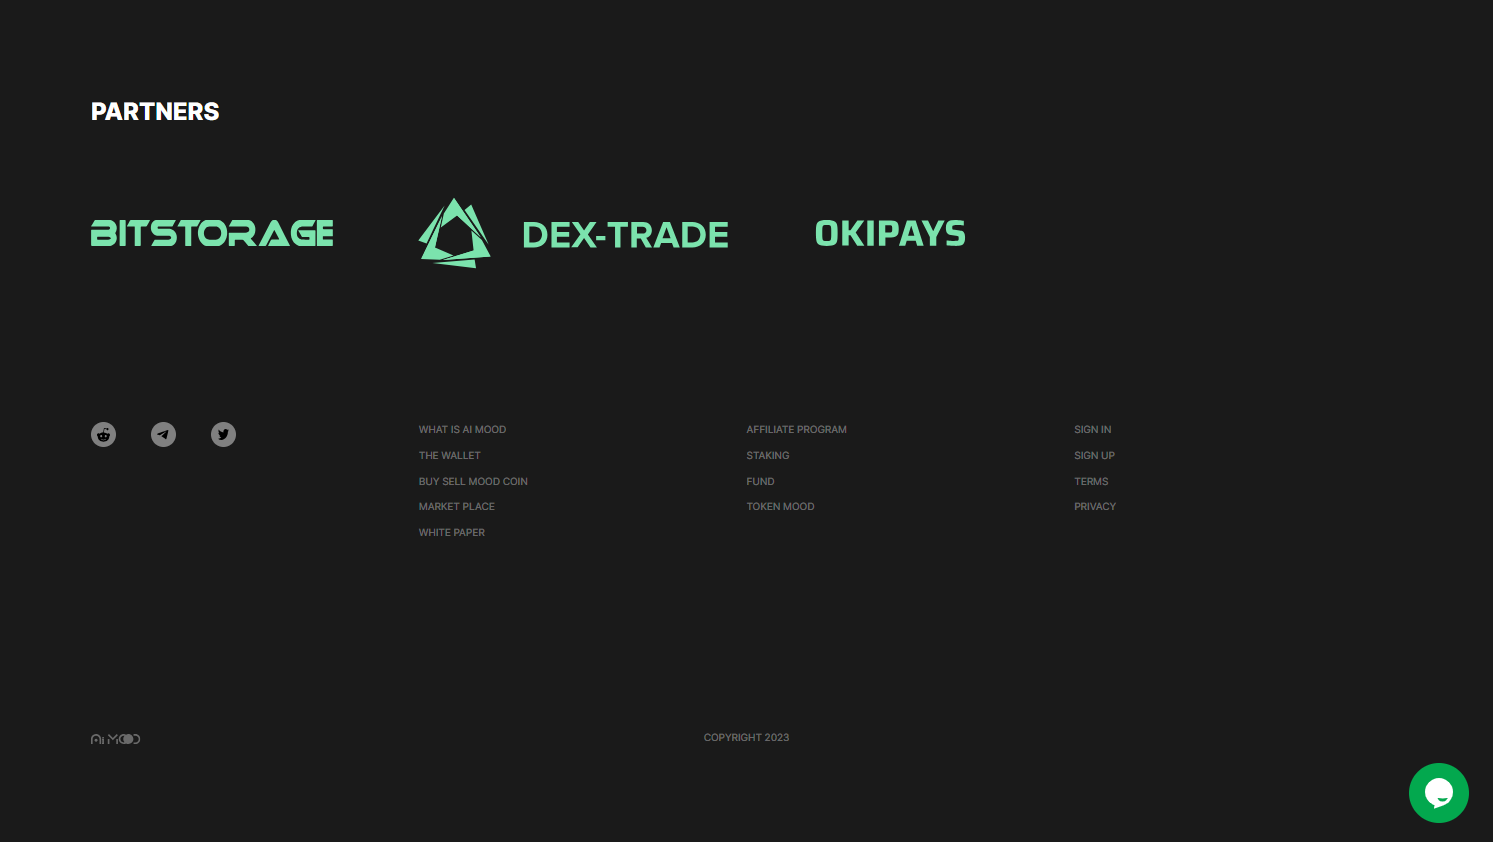 PARTNERS
BITSTORAGE
DEX-TRADE
OKIPAYS
WHAT IS AI MOOD
THE WALLET
BUY SELL MOOD COIN
MARKET PLACE
WHITE PAPER
AFFILIATE PROGRAM
STAKING
FUND
TOKEN MOOD
SIGN IN
SIGN UP
TERMS
PRIVACY
Ai MOOD
COPYRIGHT 2023